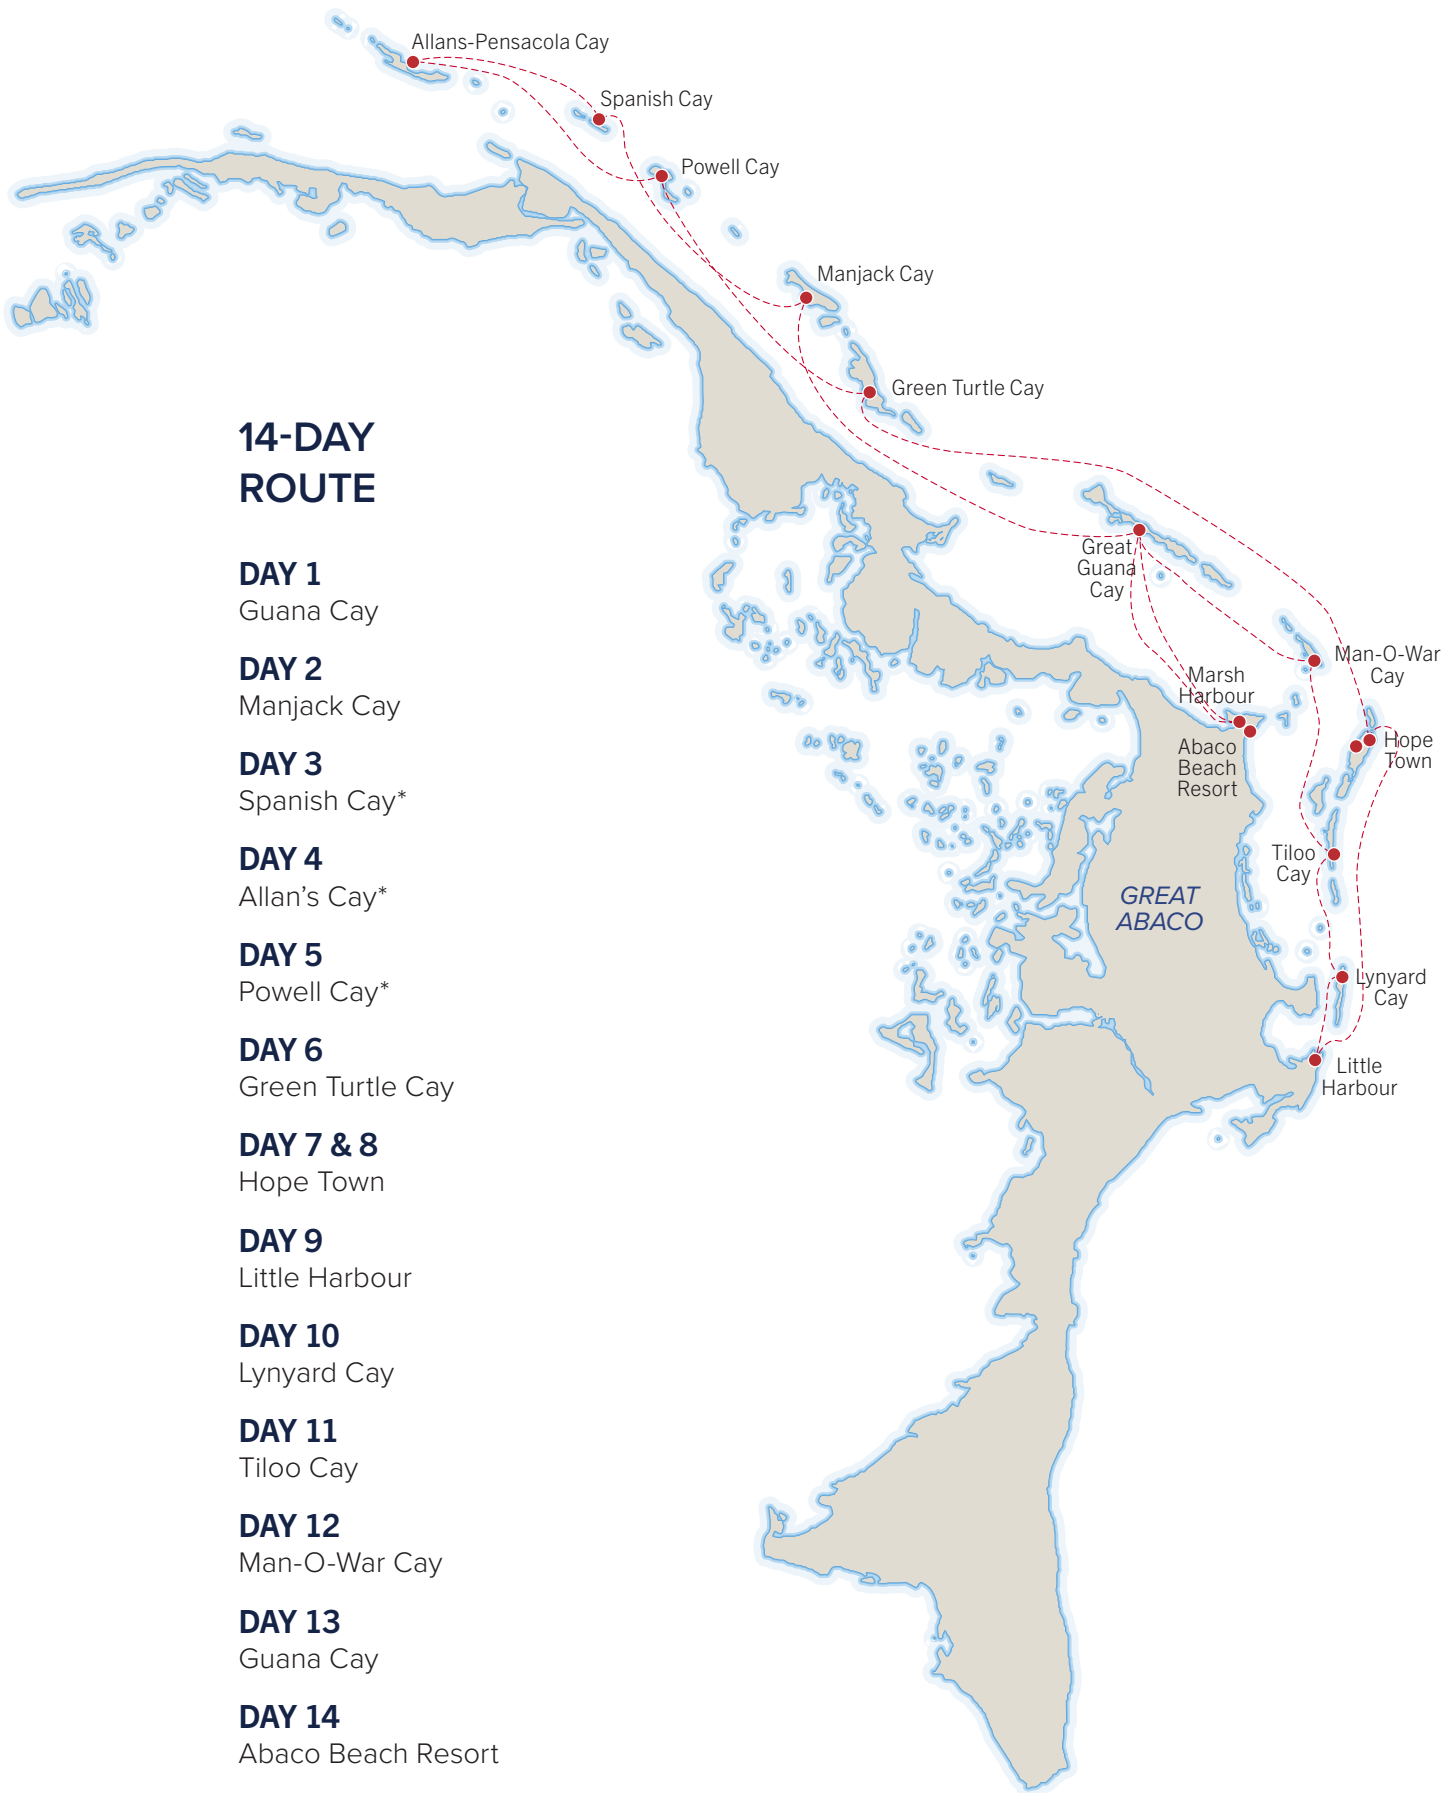 Allans-Pensacola Cay
Spanish Cay
Powell Cay
Manjack Cay
Green Turtle Cay
Great
Guana
Cay
Man-O-War
Cay
Marsh
Harbour
Abaco
Beach
Resort
Hope
Town
Tiloo
Cay
GREAT
ABACO
Lynyard
Cay
Little
Harbour
14-DAY
ROUTE
DAY 1
Guana Cay
DAY 2
Manjack Cay
DAY 3
Spanish Cay*
DAY 4
Allan’s Cay*
DAY 5
Powell Cay*
DAY 6
Green Turtle Cay
DAY 7 & 8
Hope Town
DAY 9
Little Harbour
DAY 10
Lynyard Cay
DAY 11
Tiloo Cay
DAY 12
Man-O-War Cay
DAY 13
Guana Cay
DAY 14
Abaco Beach Resort